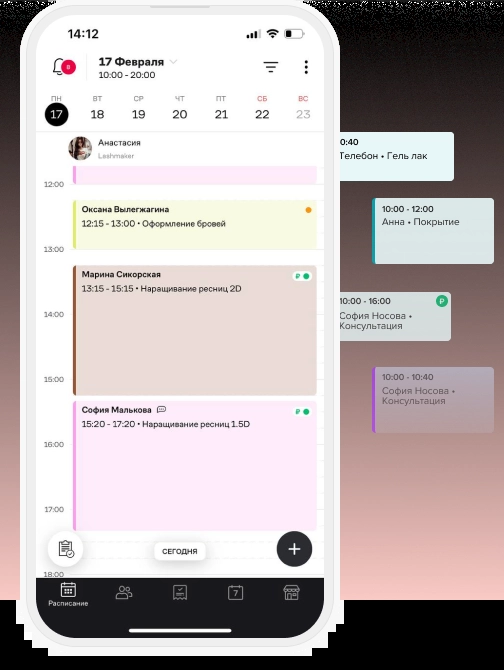 14:12
8
17 Февраля
10:00 - 20:00
ПН ВТ СР ЧТ ПТ СБ ВС
17 18 19 20 21 22 23
Анастасия
Leshmaker
12:00
Оксана Вылегжагина
12:15 - 13:00 • Оформление бровей
13:00
Марина Сикорская
₽
13:15 - 15:15 • Наращивание ресниц 2D
14:00
15:00
София Малькова
₽
15:20 - 17:20 • Наращивание ресниц 1.5D
16:00
17:00
СЕГОДНЯ
18:00
7
Расписание
0:40
Телебон • Гель лак
10:00 - 12:00
Анна • Покрытие
10:00 - 16:00
₽
София Носова •
Консультация
10:00 - 10:40
София Носова •
Консультация